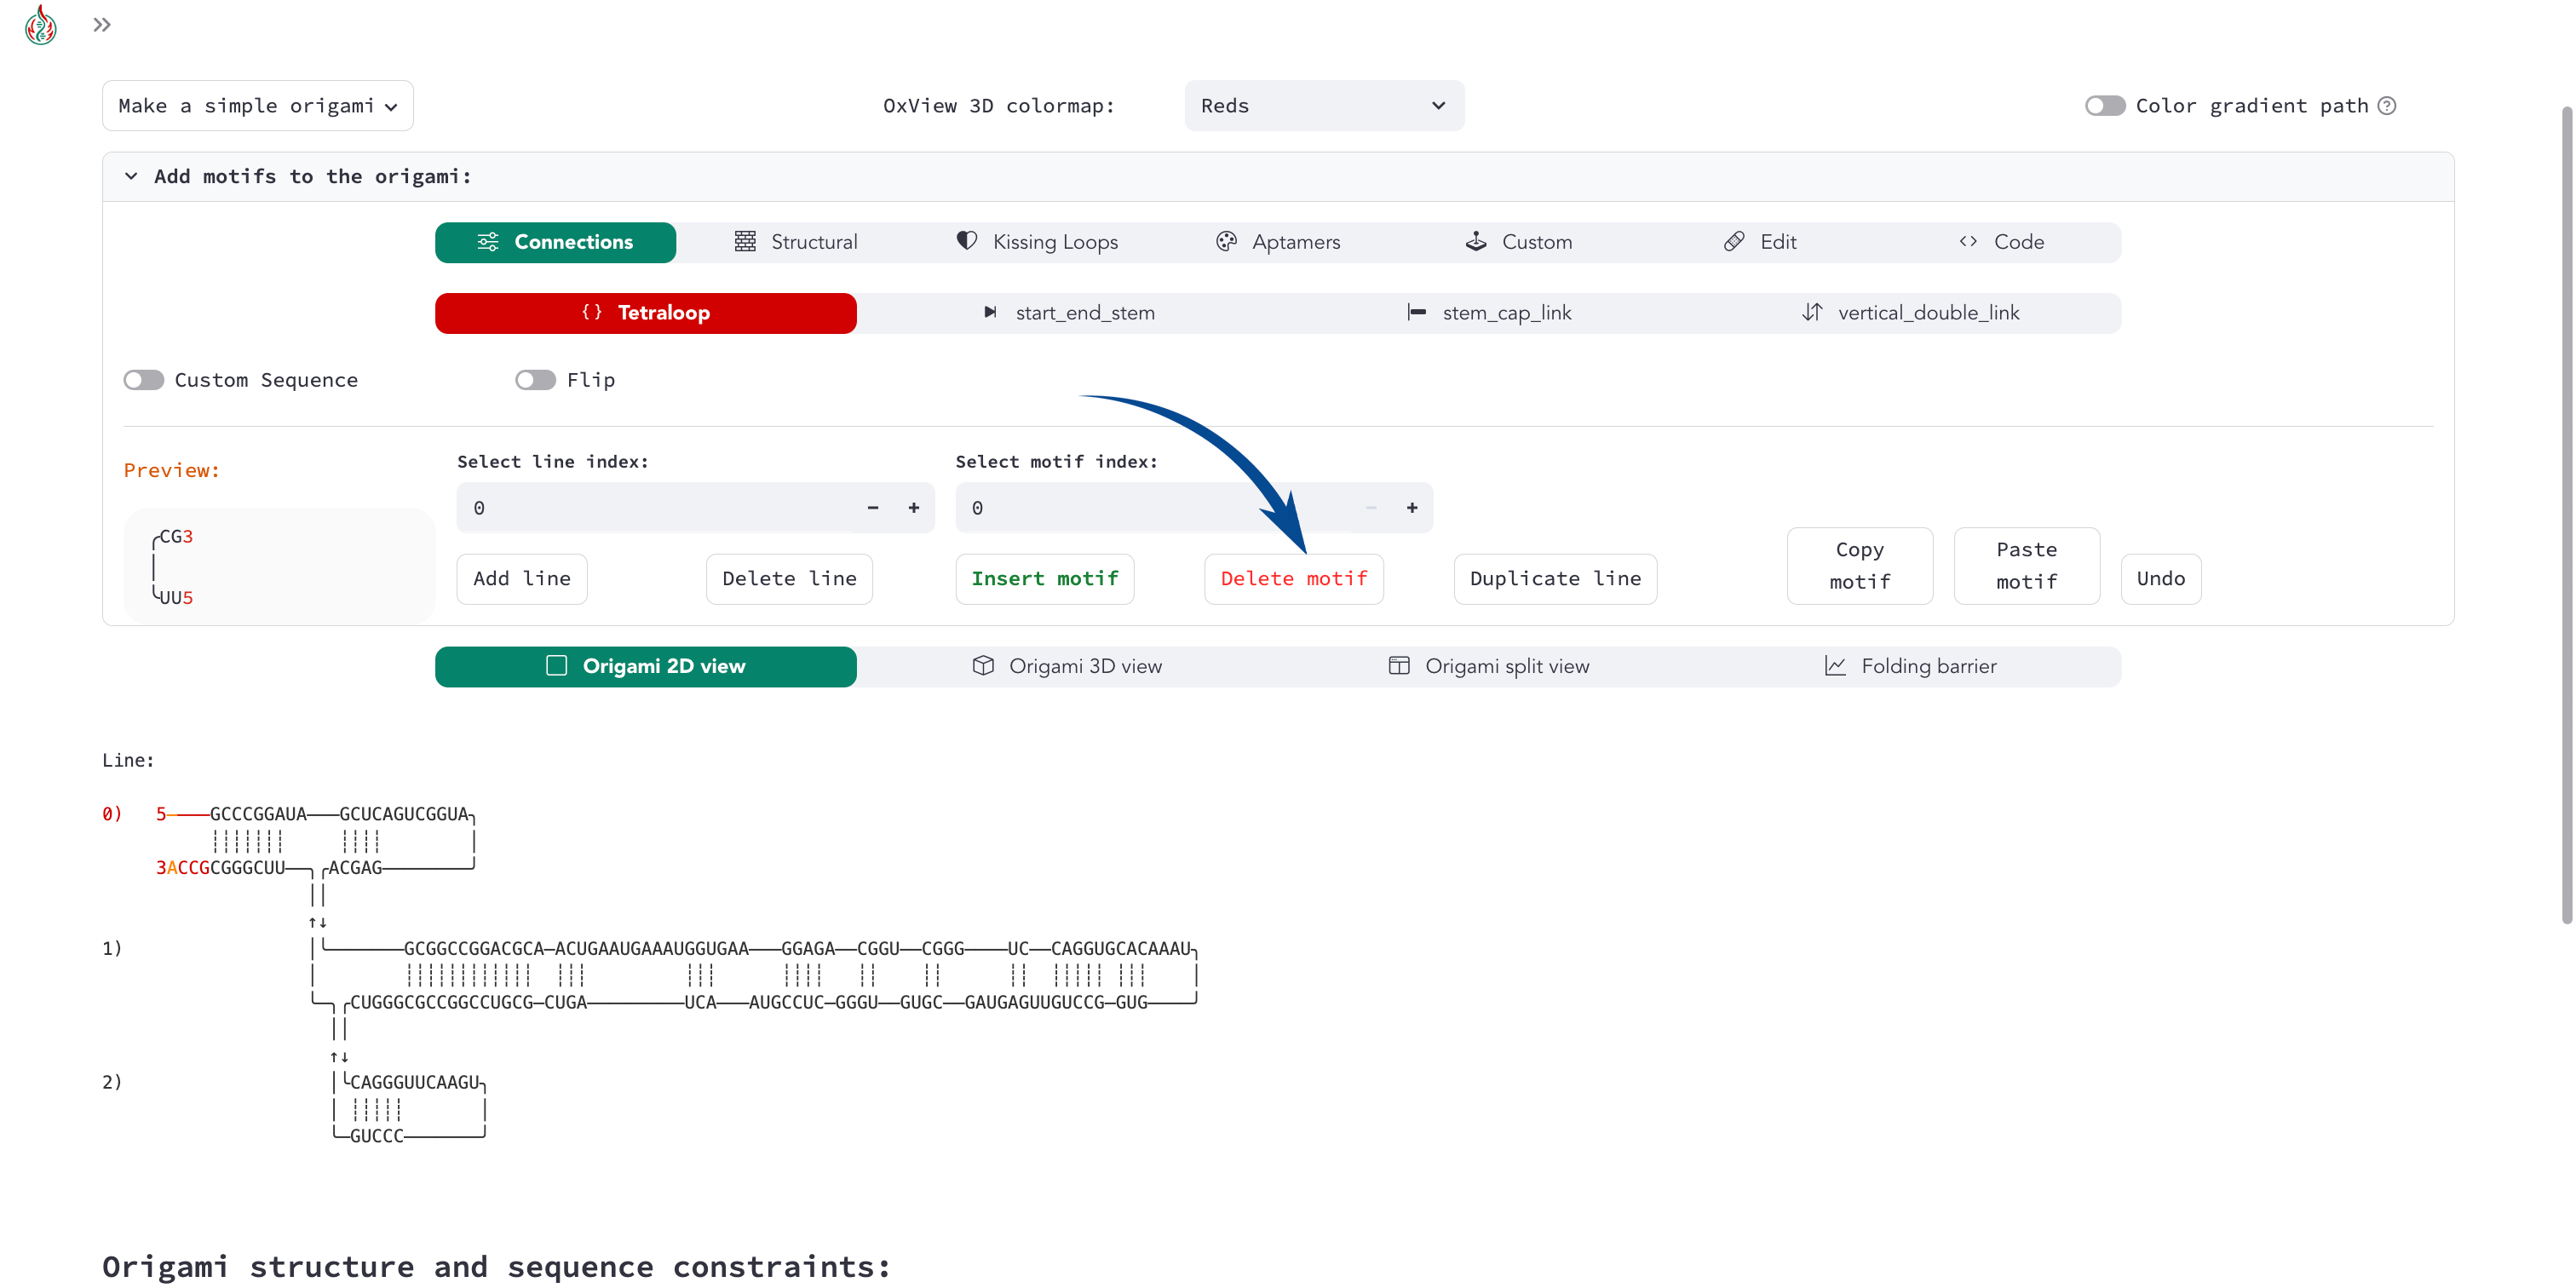 Make a simple origami
OxView 3D colormap:
Reds
Color gradient path
Add motifs to the origami:
Connections
Structural
Kissing Loops
Aptamers
Custom
Edit
<> Code
{} Tetraloop
start_end_stem
stem_cap_link
vertical_double_link
Custom Sequence
Flip
Preview:
╭CG3
│
╰UU5
Select line index:
0 − +
Add line
Delete line
Select motif index:
0 − +
Insert motif
Delete motif
Duplicate line
Copy motif
Paste motif
Undo
Origami 2D view
Origami 3D view
Origami split view
Folding barrier
Line:
0) 5────GCCCGGAUA───GCUCAGUCGGUA╮
3ACCGCGGGCUU──╮╭ACGAG────────╯
↑↓
1) │╰───────GCGGCCGGACGCA─ACUGAAUGAAAUGGUGAA───GGAGA──CGGU──CGGG────UC──CAGGUGCACAAAU╮
╰─╮╭CUGGGCGCCGGCCUGCG─CUGA─────────UCA───AUGCCUC─GGGU──GUGC──GAUGAGUUGUCCG─GUG────╯
↑↓
2) │╰CAGGGUUCAAGU╮
╰─GUCCC───────╯
Origami structure and sequence constraints: